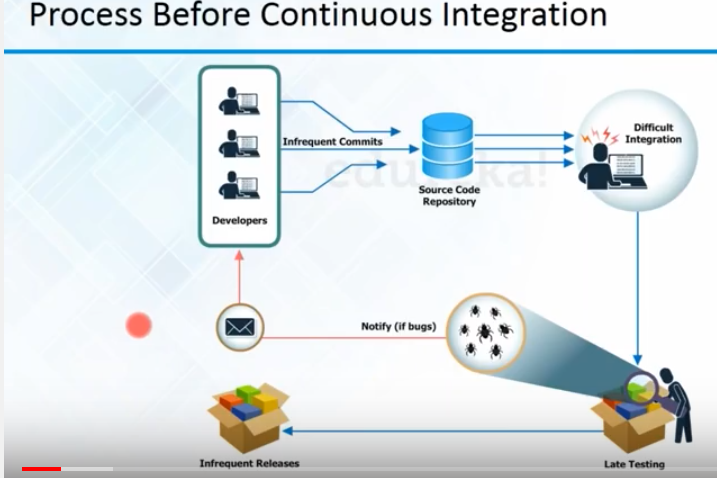 Process Before Continuous Integration
Infrequent Commits
Difficult
Integration
Source Code
Repository
Developers
Notify (if bugs)
Infrequent Releases
Late Testing